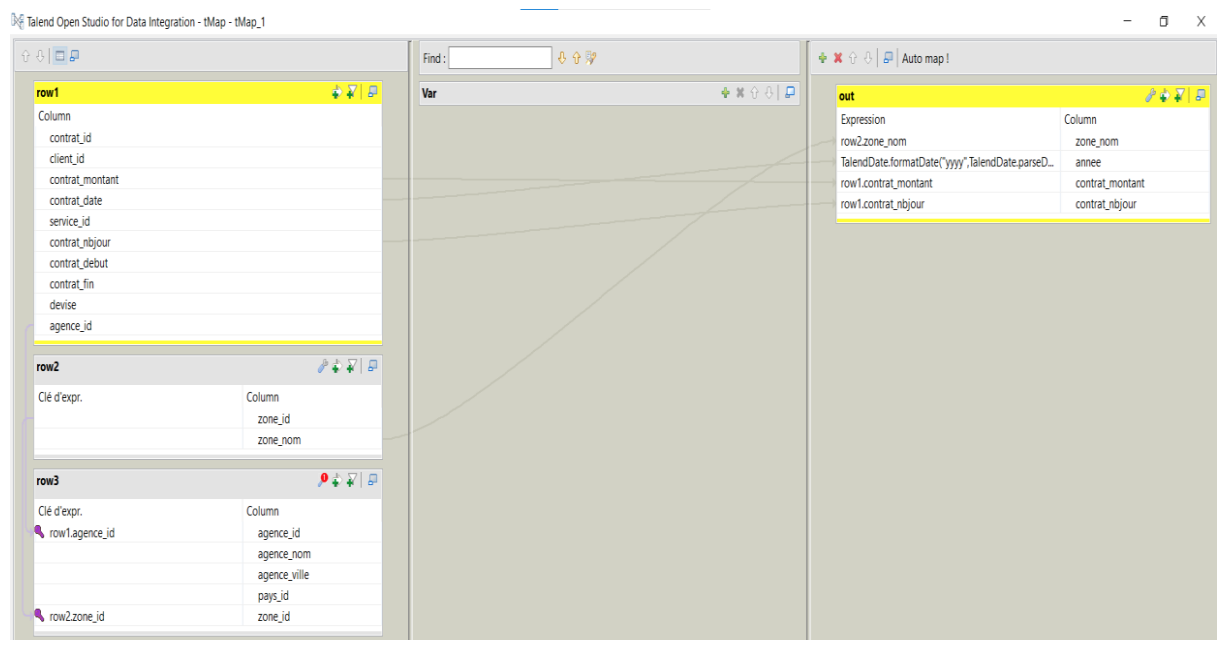 Talend Open Studio for Data Integration - tMap - tMap_1
Find :
Auto map !
row1
Column
contrat_id
client_id
contrat_montant
contrat_date
service_id
contrat_nbjour
contrat_debut
contrat_fin
devise
agence_id
row2
Clé d'expr. Column
zone_id
zone_nom
row3
Clé d'expr. Column
row1.agence_id agence_id
agence_nom
agence_ville
pays_id
row2.zone_id zone_id
Var
out
Expression Column
row2.zone_nom zone_nom
TalendDate.formatDate("yyyy",TalendDate.parseD... annee
row1.contrat_montant contrat_montant
row1.contrat_nbjour contrat_nbjour